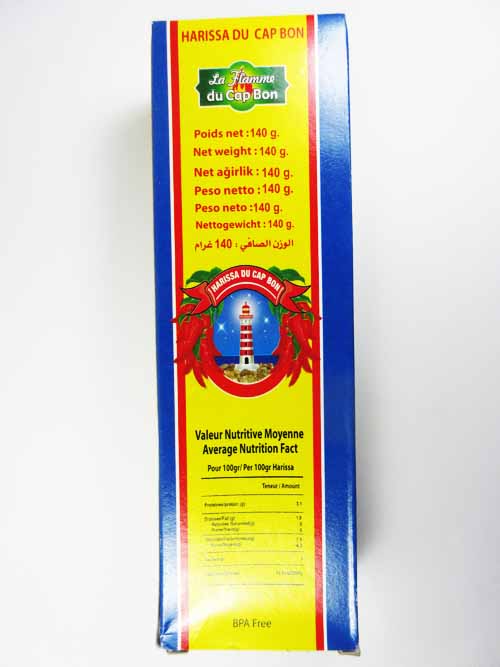 HARISSA DU CAP BON
La Flamme
du Cap Bon
Poids net : 140 g.
Net weight : 140 g.
Net ağirlik : 140 g.
Peso netto : 140 g.
Peso neto : 140 g.
Nettogewicht : 140 g.
الوزن الصافي : 140 غرام
HARISSA DU CAP BON
Valeur Nutritive Moyenne
Average Nutrition Fact
Pour 100gr/ Per 100gr Harissa
Teneur / Amount
BPA Free